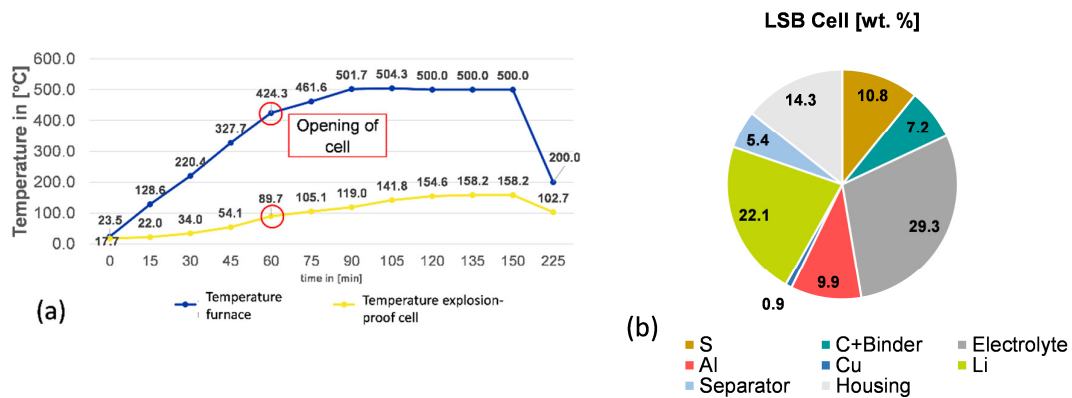 LSB Cell [wt. %]
Temperature in [°C]
600.0
500.0
400.0
300.0
200.0
100.0
0.0
23.5
128.6
220.4
327.7
424.3
461.6
501.7
504.3
500.0
500.0
500.0
200.0
Opening of
cell
17.7
22.0
34.0
54.1
89.7
105.1
119.0
141.8
154.6
158.2
158.2
102.7
0 15 30 45 60 75 90 105 120 135 150 225
time in [min]
Temperature
furnace
Temperature explosion-
proof cell
(a)
10.8
7.2
29.3
9.9
0.9
22.1
5.4
14.3
(b)
S C+Binder Electrolyte
Al Cu Li
Separator Housing